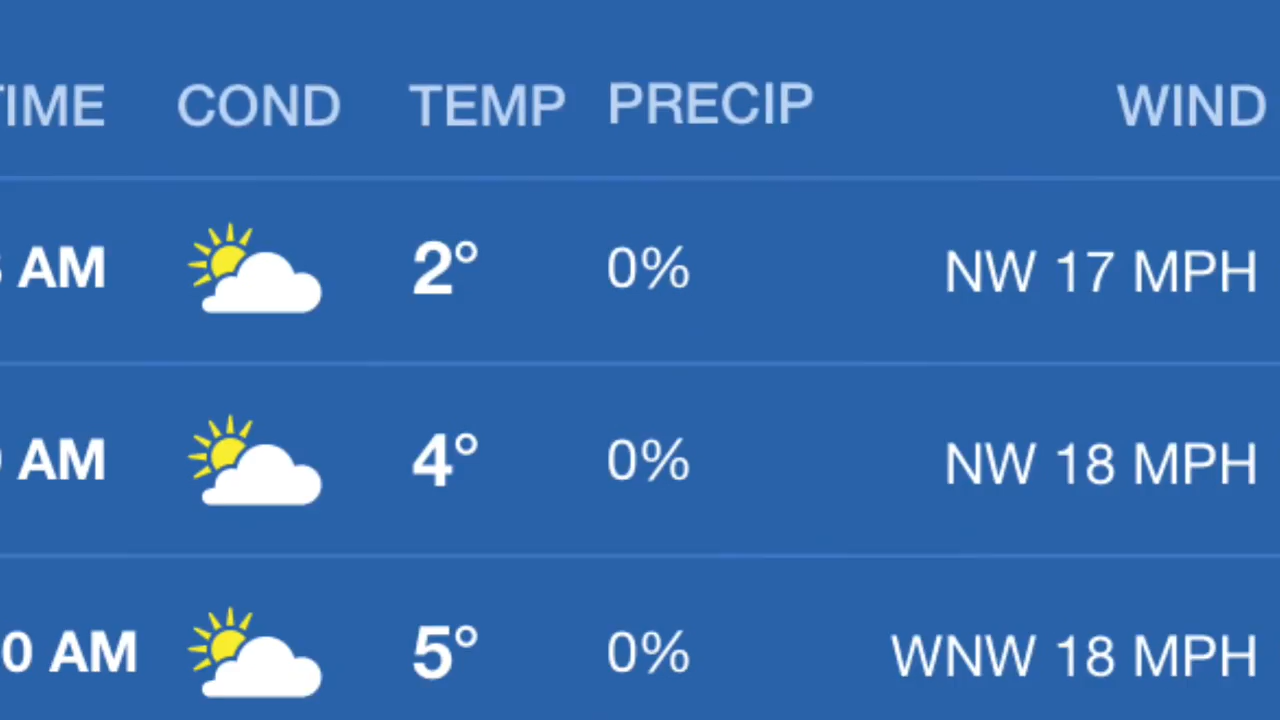 TIME COND TEMP PRECIP WIND
AM 2° 0% NW 17 MPH
AM 4° 0% NW 18 MPH
0 AM 5° 0% WNW 18 MPH